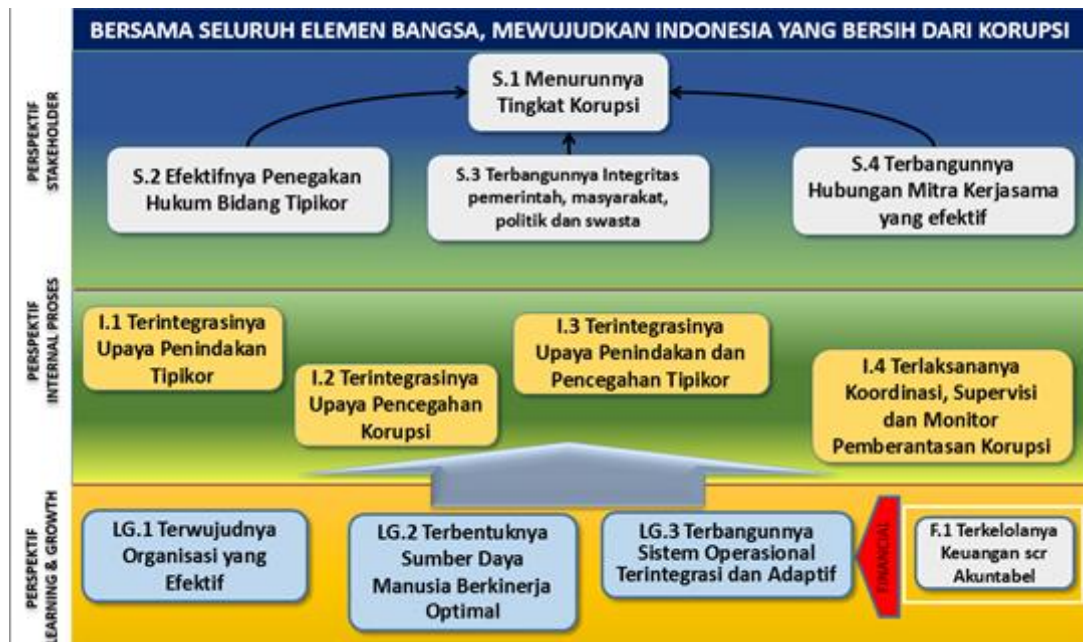 BERSAMA SELURUH ELEMEN BANGSA, MEWUJUDKAN INDONESIA YANG BERSIH DARI KORUPSI
PERSPEKTIF
STAKEHOLDER
S.1 Menurunnya
Tingkat Korupsi
S.2 Efektifnya Penegakan
Hukum Bidang Tipikor
S.3 Terbangunnya Integritas
pemerintah, masyarakat,
politik dan swasta
S.4 Terbangunnya
Hubungan Mitra Kerjasama
yang efektif
PERSPEKTIF
INTERNAL PROSES
I.1 Terintegrasinya
Upaya Penindakan
Tipikor
I.2 Terintegrasinya
Upaya Pencegahan
Korupsi
I.3 Terintegrasinya
Upaya Penindakan dan
Pencegahan Tipikor
I.4 Terlaksananya
Koordinasi, Supervisi
dan Monitor
Pemberantasan Korupsi
PERSPEKTIF
LEARNING & GROWTH
LG.1 Terwujudnya
Organisasi yang
Efektif
LG.2 Terbentuknya
Sumber Daya
Manusia Berkinerja
Optimal
LG.3 Terbangunnya
Sistem Operasional
Terintegrasi dan Adaptif
FINANCIAL
F.1 Terkelolanya
Keuangan scr
Akuntabel